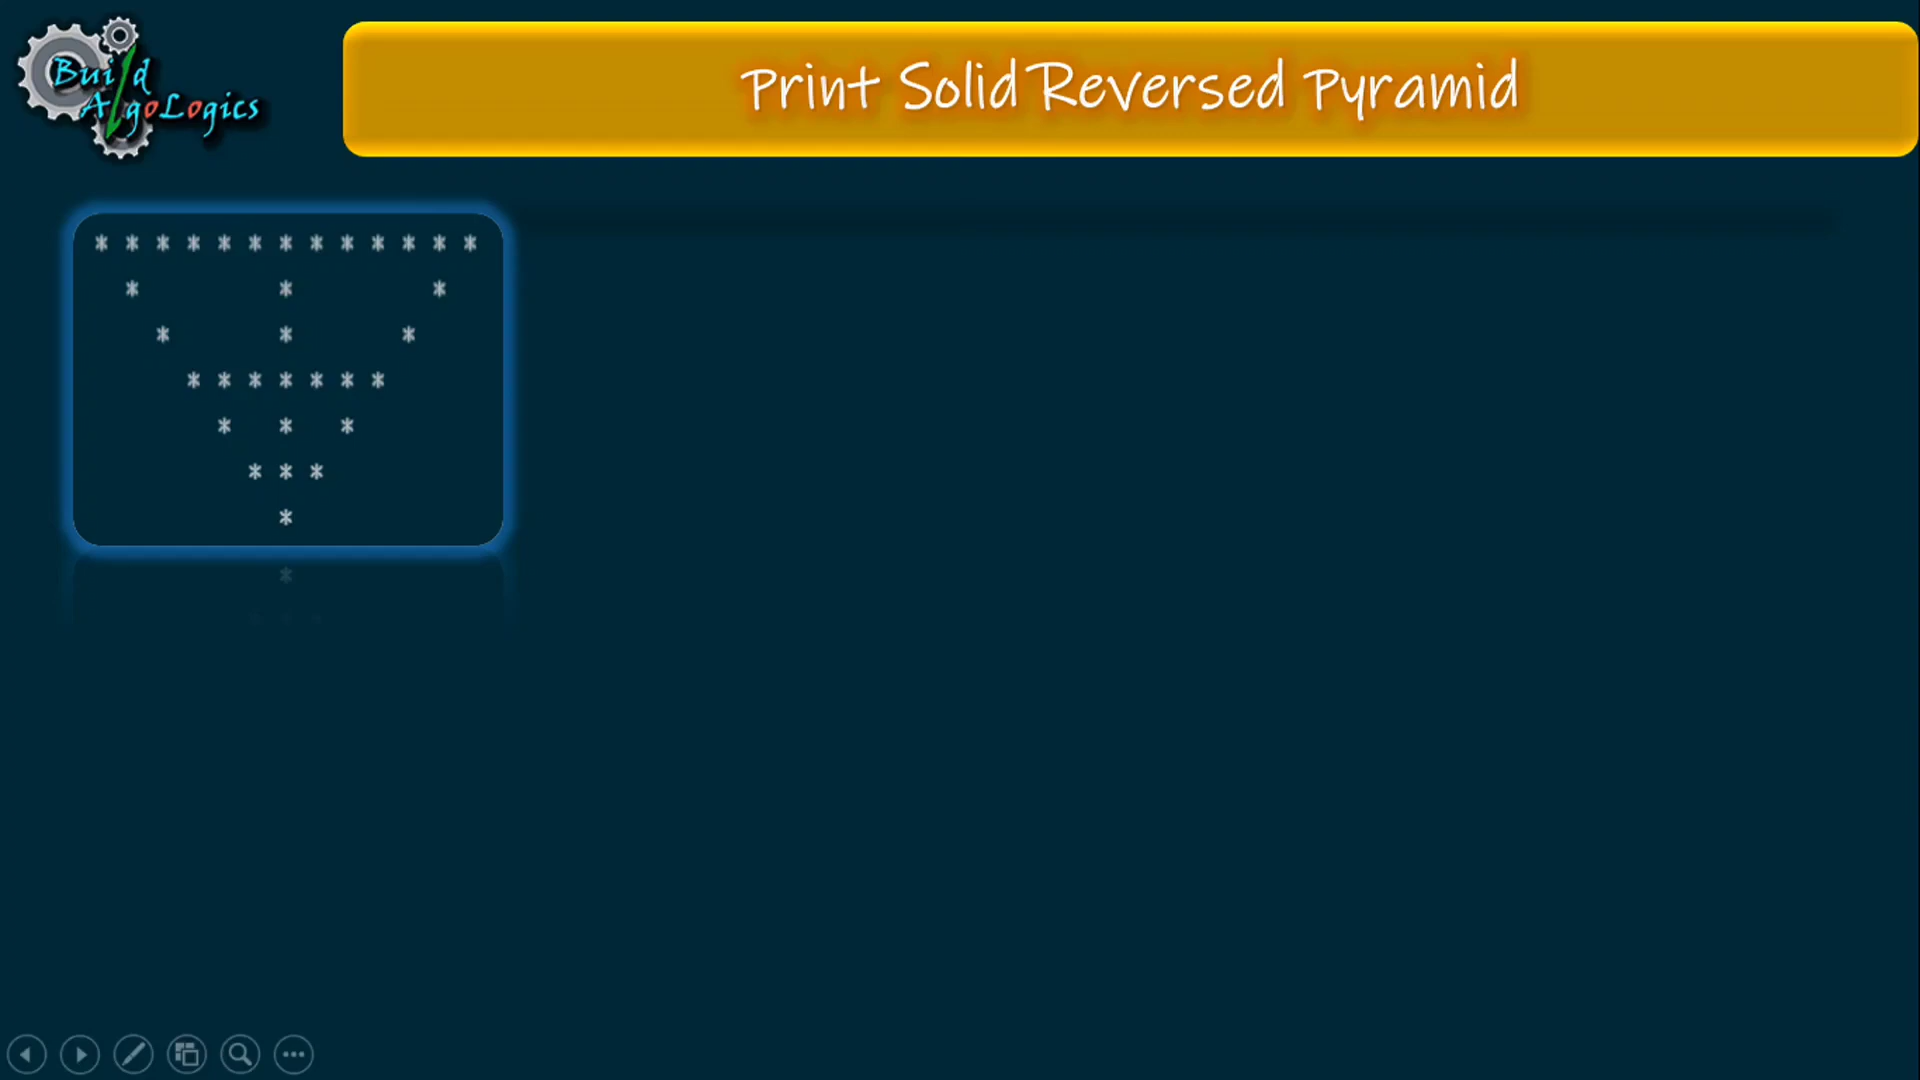 Build
AlgoLogics
Print Solid Reversed Pyramid
* * * * * * * * * * * * *
*         *         *
*       *       *
* * * * * * *
*   *   *
* * *
*